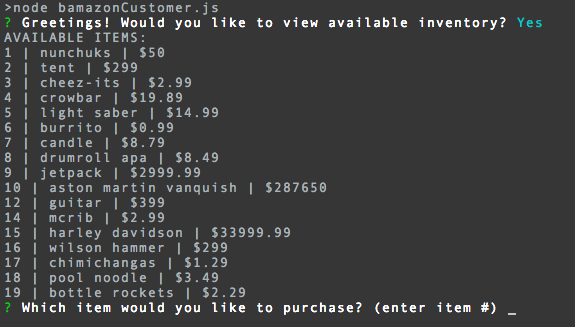 >node bamazonCustomer.js
? Greetings! Would you like to view available inventory? Yes
AVAILABLE ITEMS:
1 | nunchuks | $50
2 | tent | $299
3 | cheez-its | $2.99
4 | crowbar | $19.89
5 | light saber | $14.99
6 | burrito | $0.99
7 | candle | $8.79
8 | drumroll apa | $8.49
9 | jetpack | $2999.99
10 | aston martin vanquish | $287650
12 | guitar | $399
14 | mcrib | $2.99
15 | harley davidson | $33999.99
16 | wilson hammer | $299
17 | chimichangas | $1.29
18 | pool noodle | $3.49
19 | bottle rockets | $2.29
? Which item would you like to purchase? (enter item #) _